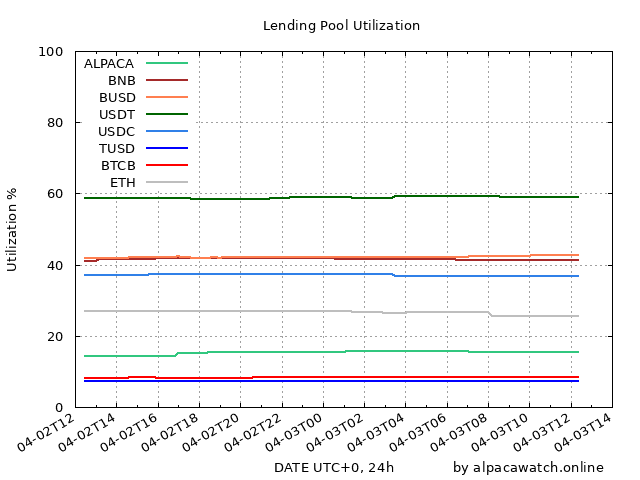 Lending Pool Utilization
100
80
60
40
20
0
Utilization %
ALPACA
BNB
BUSD
USDT
USDC
TUSD
BTCB
ETH
04-02T12
04-02T14
04-02T16
04-02T18
04-02T20
04-02T22
04-03T00
04-03T02
04-03T04
04-03T06
04-03T08
04-03T10
04-03T12
04-03T14
DATE UTC+0, 24h
by alpacawatch.online